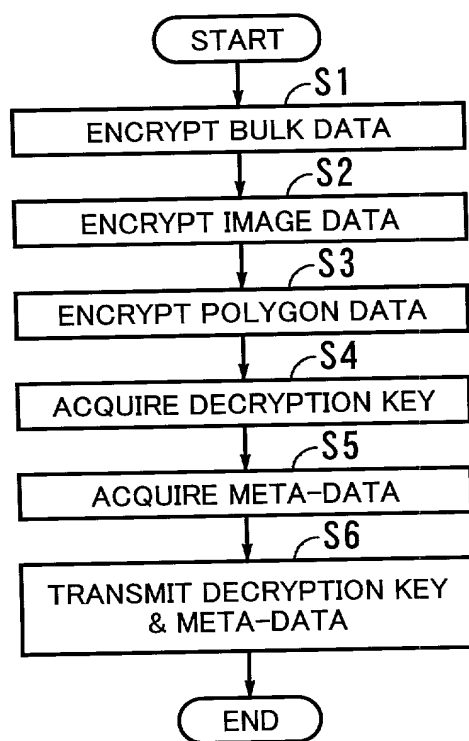 START
S1
ENCRYPT BULK DATA
S2
ENCRYPT IMAGE DATA
S3
ENCRYPT POLYGON DATA
S4
ACQUIRE DECRYPTION KEY
S5
ACQUIRE META-DATA
S6
TRANSMIT DECRYPTION KEY
& META-DATA
END